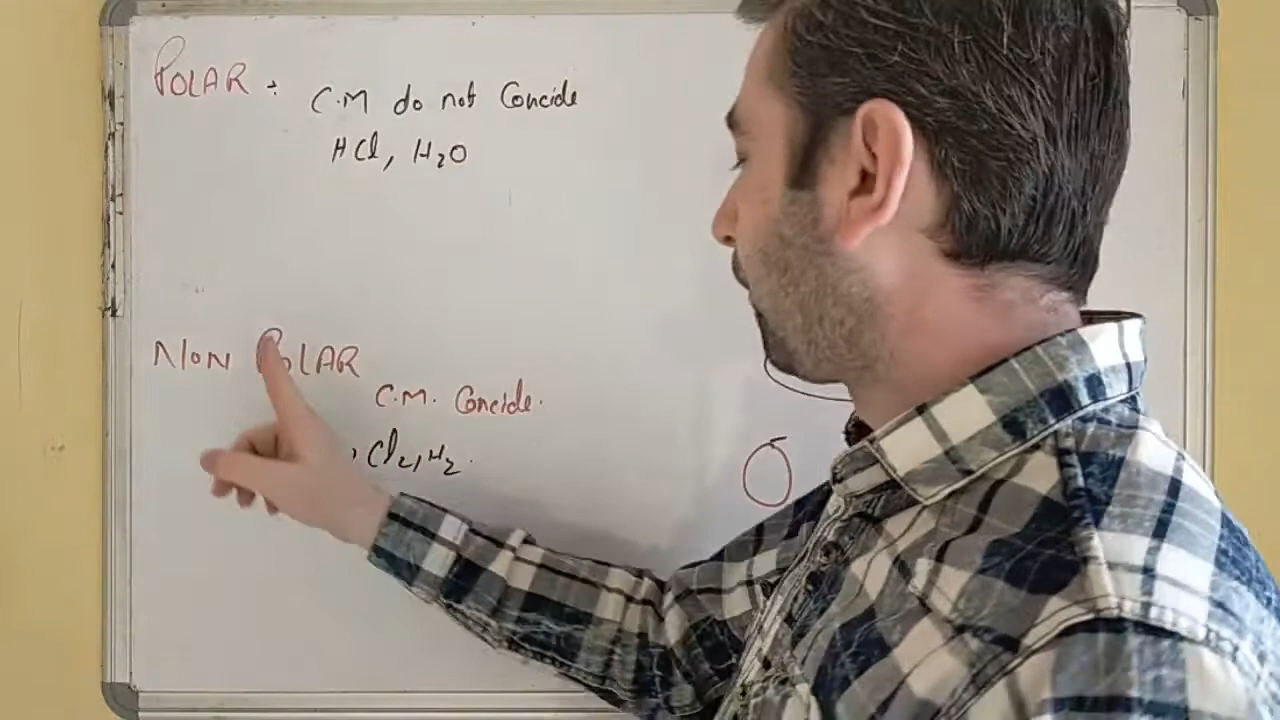 POLAR :
C.M do not Concide
HCl, H₂O
NON POLAR
C.M. Concide.
, Cl₂, H₂.